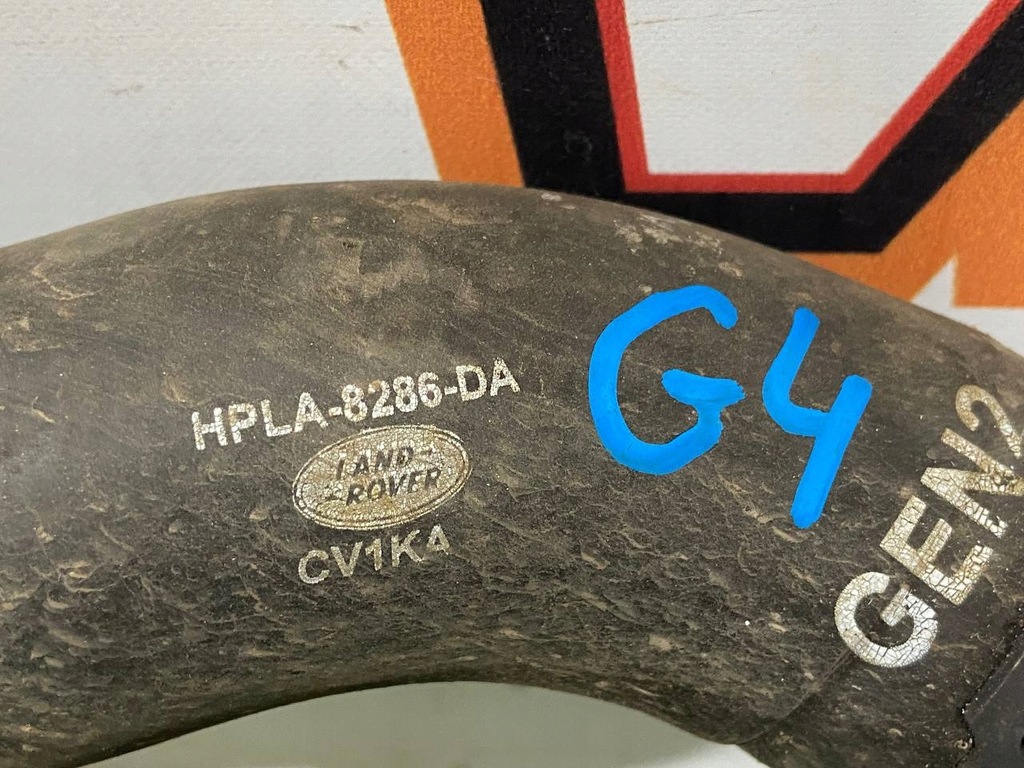 HPLA-8286-DA
LAND-
-ROVER
CV1KA
G4
GEN2